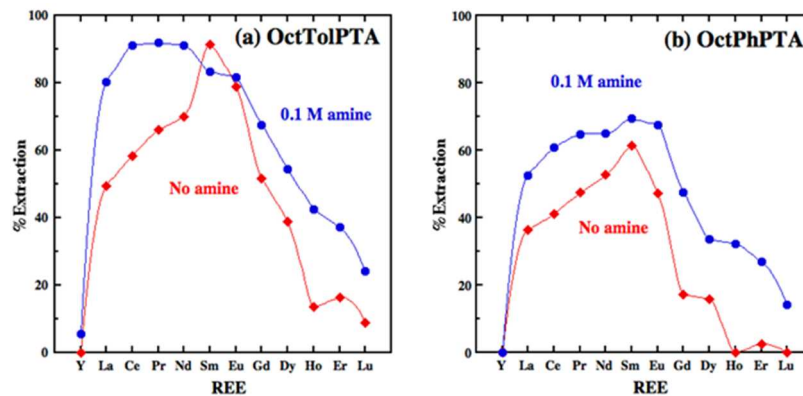 (a) OctTolPTA
0.1 M amine
No amine
% Extraction
100
80
60
40
20
0
Y La Ce Pr Nd Sm Eu Gd Dy Ho Er Lu
REE
(b) OctPhPTA
0.1 M amine
No amine
% Extraction
100
80
60
40
20
0
Y La Ce Pr Nd Sm Eu Gd Dy Ho Er Lu
REE